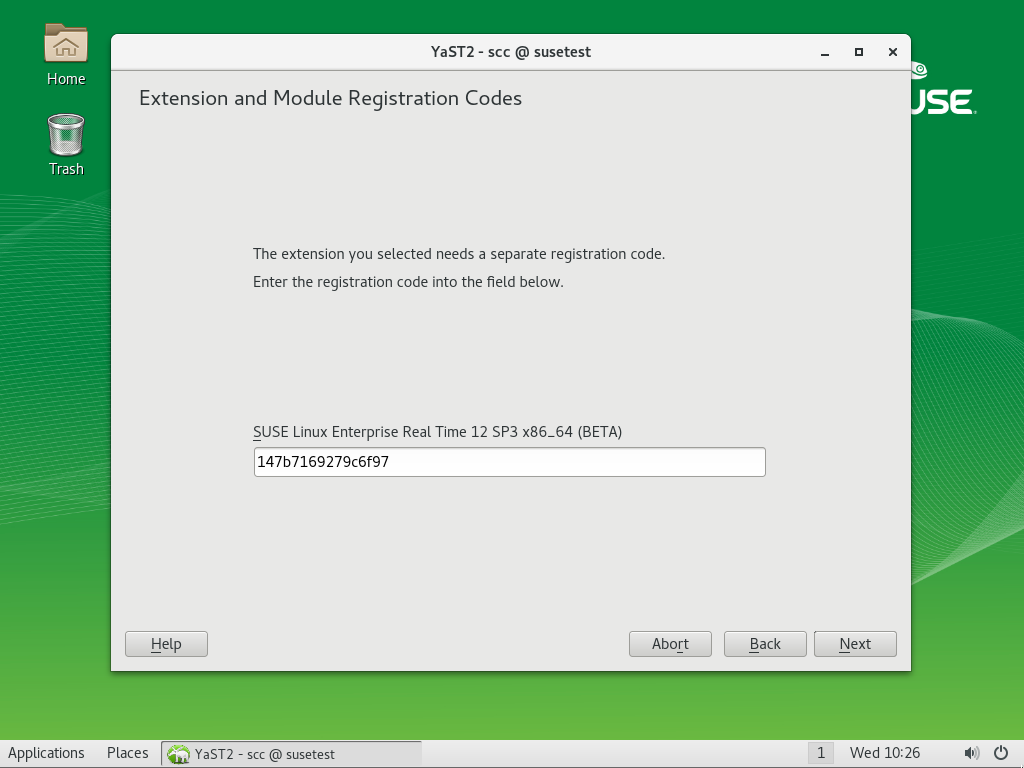 Home
Trash
YaST2 - scc @ susetest
Extension and Module Registration Codes
The extension you selected needs a separate registration code.
Enter the registration code into the field below.
SUSE Linux Enterprise Real Time 12 SP3 x86_64 (BETA)
147b7169279c6f97
Help
Abort
Back
Next
Applications
Places
YaST2 - scc @ susetest
1
Wed 10:26